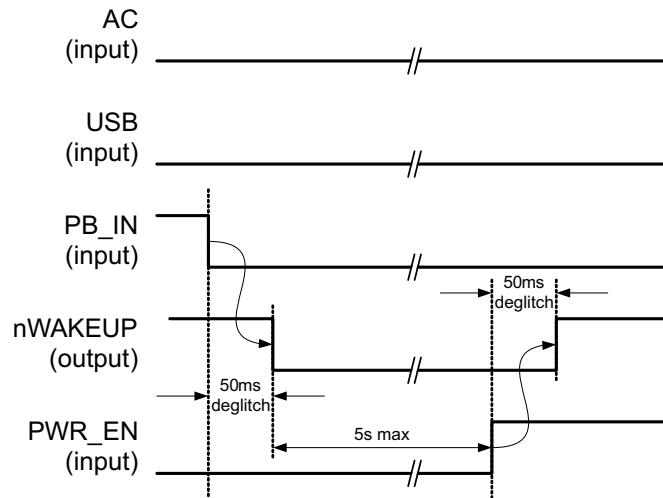 AC
(input)
USB
(input)
PB_IN
(input)
50ms
deglitch
nWAKEUP
(output)
50ms
deglitch
5s max
PWR_EN
(input)